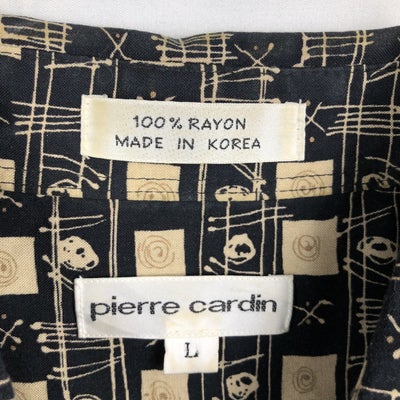 100% RAYON
MADE IN KOREA
pierre cardin
L